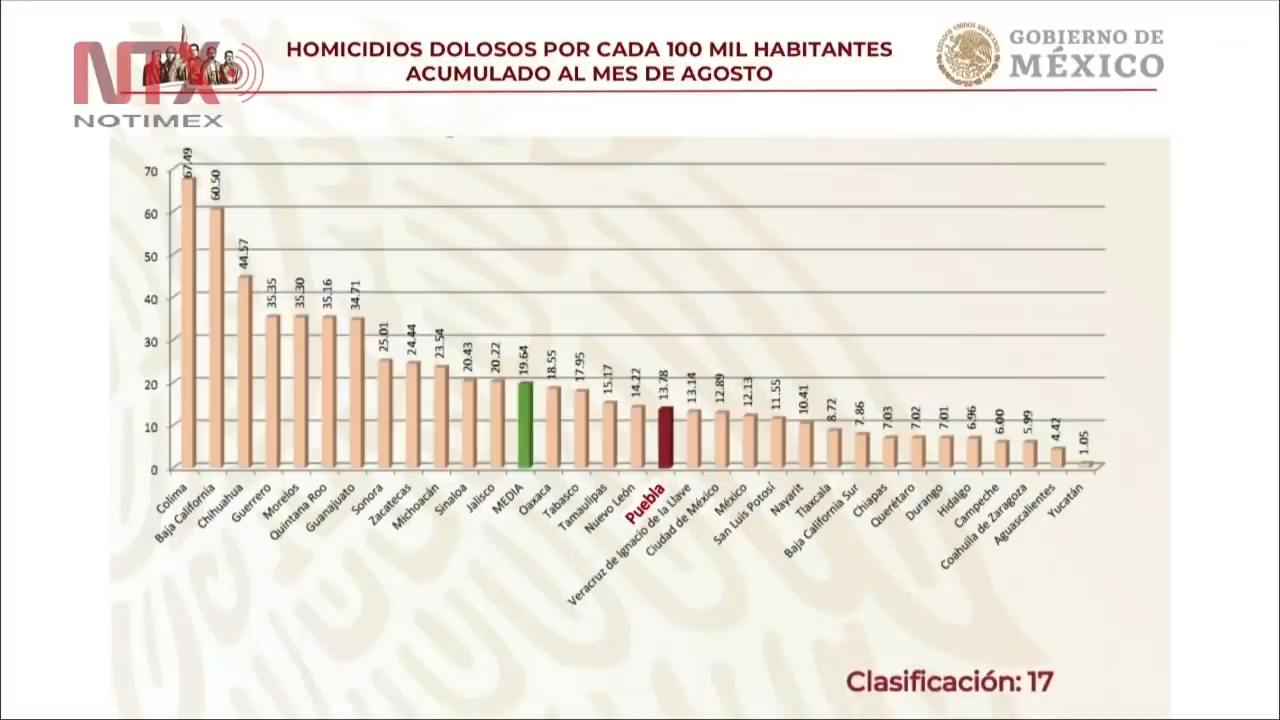 NTX
NOTIMEX
HOMICIDIOS DOLOSOS POR CADA 100 MIL HABITANTES
ACUMULADO AL MES DE AGOSTO
GOBIERNO DE
MÉXICO
70
60
50
40
30
20
10
0
67.49
60.50
44.57
35.35
35.30
35.16
34.71
25.01
24.44
23.54
20.43
20.22
19.64
18.55
17.95
15.17
14.22
13.78
13.14
12.89
12.13
11.55
10.41
8.72
7.86
7.03
7.02
7.01
6.96
6.00
5.99
4.42
1.05
Colima
Baja California
Chihuahua
Guerrero
Morelos
Quintana Roo
Guanajuato
Sonora
Zacatecas
Michoacán
Sinaloa
Jalisco
MEDIA
Oaxaca
Tabasco
Tamaulipas
Nuevo León
Puebla
Veracruz de Ignacio de la Llave
Ciudad de México
México
San Luis Potosí
Nayarit
Tlaxcala
Baja California Sur
Chiapas
Querétaro
Durango
Hidalgo
Campeche
Coahuila de Zaragoza
Aguascalientes
Yucatán
Clasificación: 17